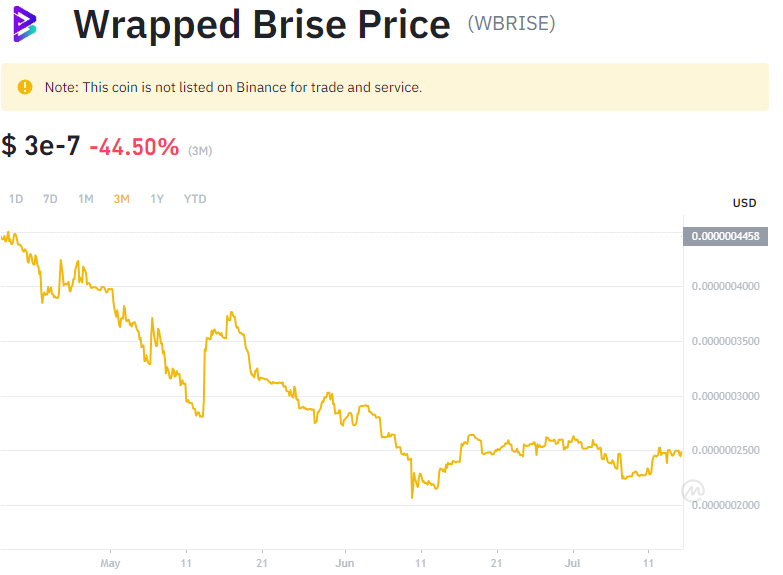 Wrapped Brise Price (WBRISE)
Note: This coin is not listed on Binance for trade and service.
$ 3e-7 -44.50% (3M)
1D 7D 1M 3M 1Y YTD
USD
0.0000004458
0.0000004000
0.0000003500
0.0000003000
0.0000002500
0.0000002000
May 11 21 Jun 11 21 Jul 11